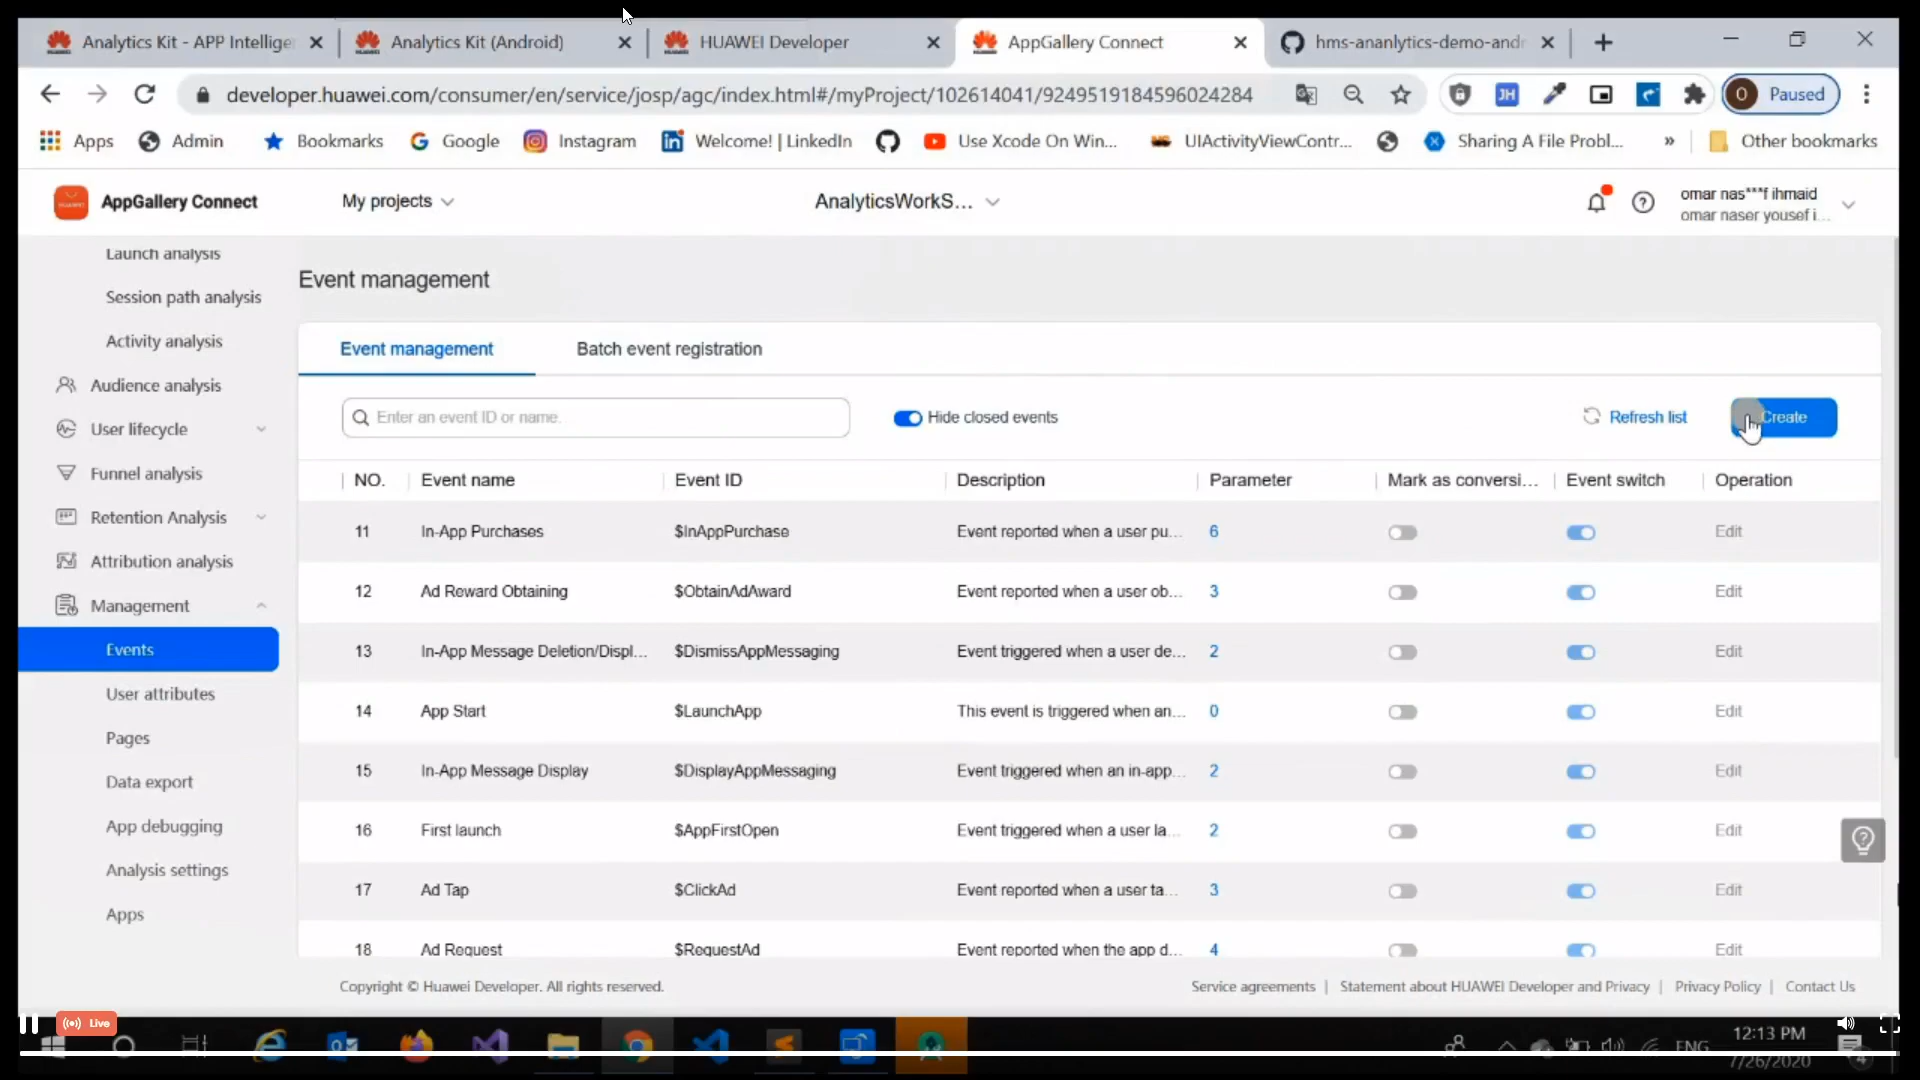 Analytics Kit - APP Intellige
Analytics Kit (Android)
HUAWEI Developer
AppGallery Connect
hms-ananlytics-demo-andr
developer.huawei.com/consumer/en/service/josp/agc/index.html#/myProject/102614041/9249519184596024284
JH
O Paused
Apps
Admin
Bookmarks
Google
Instagram
Welcome! | LinkedIn
Use Xcode On Win...
UIActivityViewContr...
Sharing A File Probl...
»
Other bookmarks
AppGallery Connect
My projects
AnalyticsWorkS...
omar nas***f ihmaid
omar naser yousef i...
Launch analysis
Session path analysis
Activity analysis
Audience analysis
User lifecycle
Funnel analysis
Retention Analysis
Attribution analysis
Management
Events
User attributes
Pages
Data export
App debugging
Analysis settings
Apps
Event management
Event management Batch event registration
Enter an event ID or name.
Hide closed events
Refresh list
Create
NO. Event name Event ID Description Parameter Mark as conversi... Event switch Operation
11 In-App Purchases $InAppPurchase Event reported when a user pu... 6 Edit
12 Ad Reward Obtaining $ObtainAdAward Event reported when a user ob... 3 Edit
13 In-App Message Deletion/Displ... $DismissAppMessaging Event triggered when a user de... 2 Edit
14 App Start $LaunchApp This event is triggered when an... 0 Edit
15 In-App Message Display $DisplayAppMessaging Event triggered when an in-app... 2 Edit
16 First launch $AppFirstOpen Event triggered when a user la... 2 Edit
17 Ad Tap $ClickAd Event reported when a user ta... 3 Edit
18 Ad Request $RequestAd Event reported when the app d... 4 Edit
Copyright © Huawei Developer. All rights reserved.
Service agreements | Statement about HUAWEI Developer and Privacy | Privacy Policy | Contact Us
Live
ENG
12:13 PM
7/26/2020